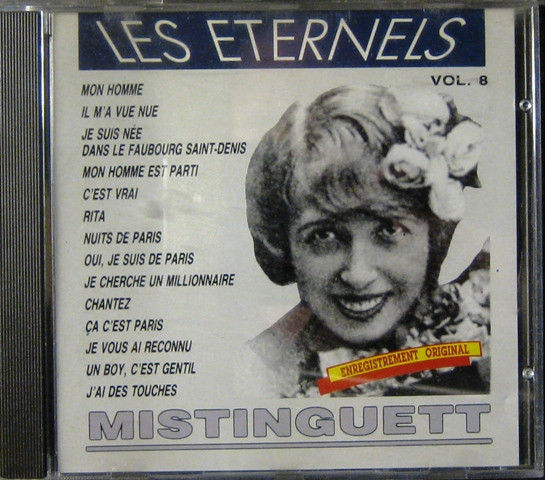 LES ETERNELS
VOL. 8
MON HOMME
IL M'A VUE NUE
JE SUIS NÉE
DANS LE FAUBOURG SAINT-DENIS
MON HOMME EST PARTI
C'EST VRAI
RITA
NUITS DE PARIS
OUI, JE SUIS DE PARIS
JE CHERCHE UN MILLIONNAIRE
CHANTEZ
ÇA C'EST PARIS
JE VOUS AI RECONNU
UN BOY, C'EST GENTIL
J'AI DES TOUCHES
ENREGISTREMENT ORIGINAL
MISTINGUETT